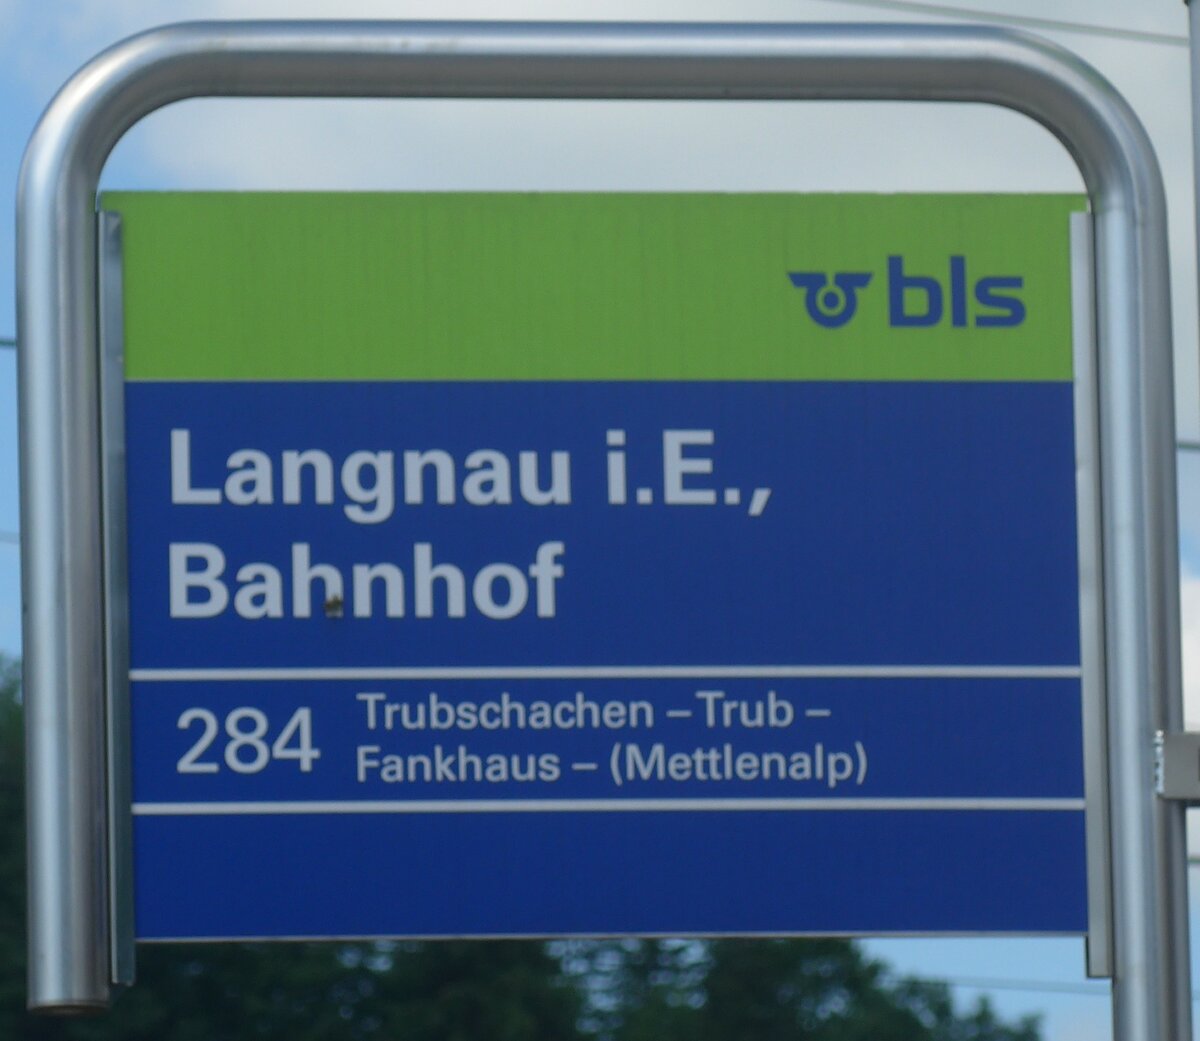 bls
Langnau i.E.,
Bahnhof
284
Trubschachen – Trub –
Fankhaus – (Mettlenalp)